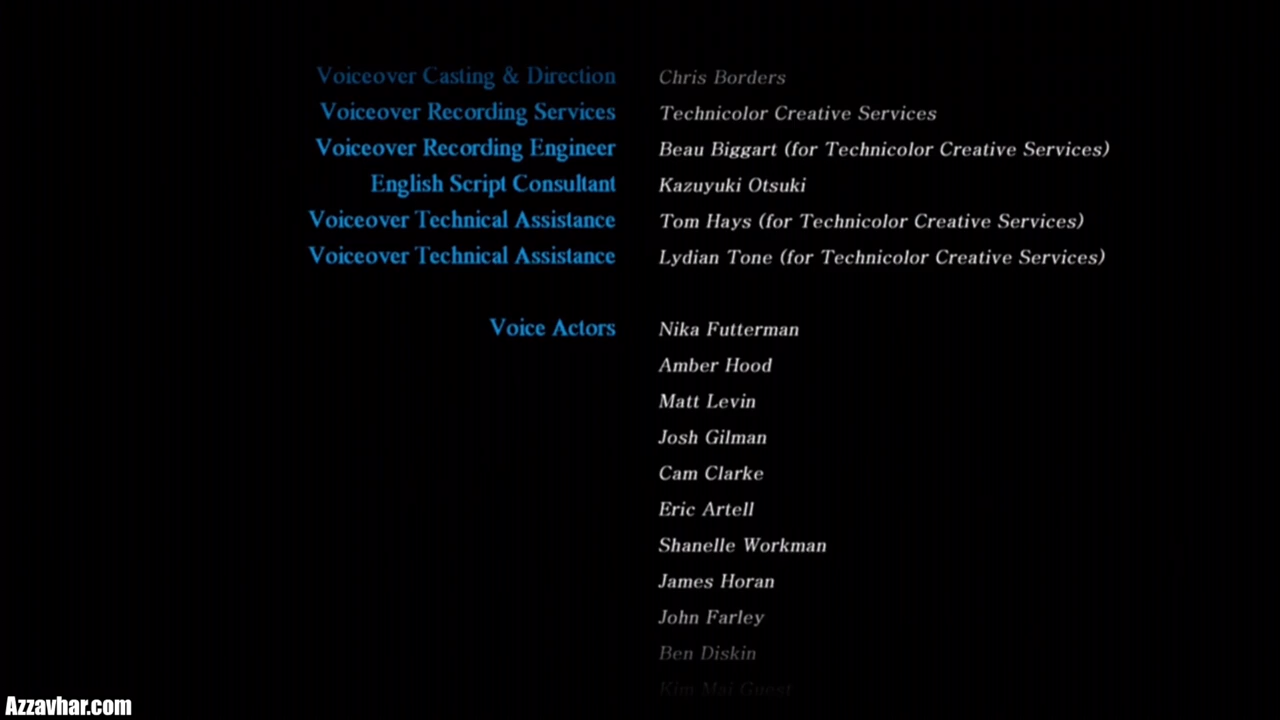 Voiceover Casting & Direction Chris Borders
Voiceover Recording Services Technicolor Creative Services
Voiceover Recording Engineer Beau Biggart (for Technicolor Creative Services)
English Script Consultant Kazuyuki Otsuki
Voiceover Technical Assistance Tom Hays (for Technicolor Creative Services)
Voiceover Technical Assistance Lydian Tone (for Technicolor Creative Services)
Voice Actors Nika Futterman
Amber Hood
Matt Levin
Josh Gilman
Cam Clarke
Eric Artell
Shanelle Workman
James Horan
John Farley
Ben Diskin
Kim Mai Guest
Azzavhar.com